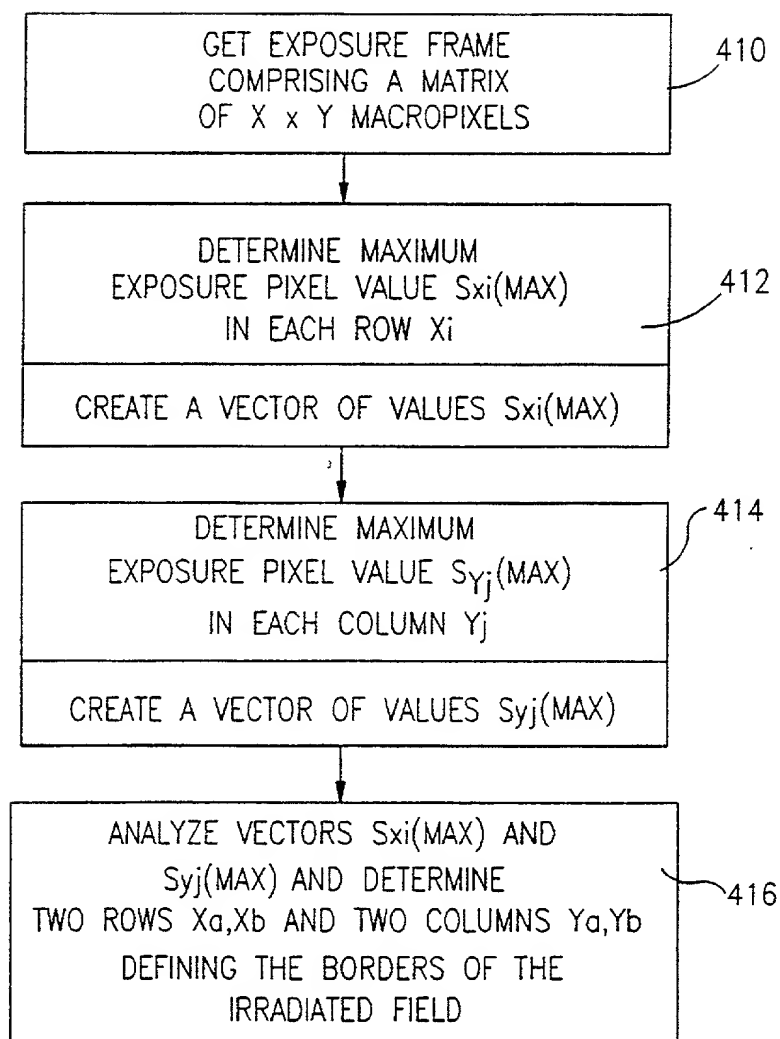 GET EXPOSURE FRAME
COMPRISING A MATRIX
OF X x Y MACROPIXELS
410
DETERMINE MAXIMUM
EXPOSURE PIXEL VALUE Sxi(MAX)
IN EACH ROW Xi
412
CREATE A VECTOR OF VALUES Sxi(MAX)
DETERMINE MAXIMUM
EXPOSURE PIXEL VALUE SYj(MAX)
IN EACH COLUMN Yj
414
CREATE A VECTOR OF VALUES Syj(MAX)
ANALYZE VECTORS Sxi(MAX) AND
Syj(MAX) AND DETERMINE
TWO ROWS Xa,Xb AND TWO COLUMNS Ya,Yb
DEFINING THE BORDERS OF THE
IRRADIATED FIELD
416